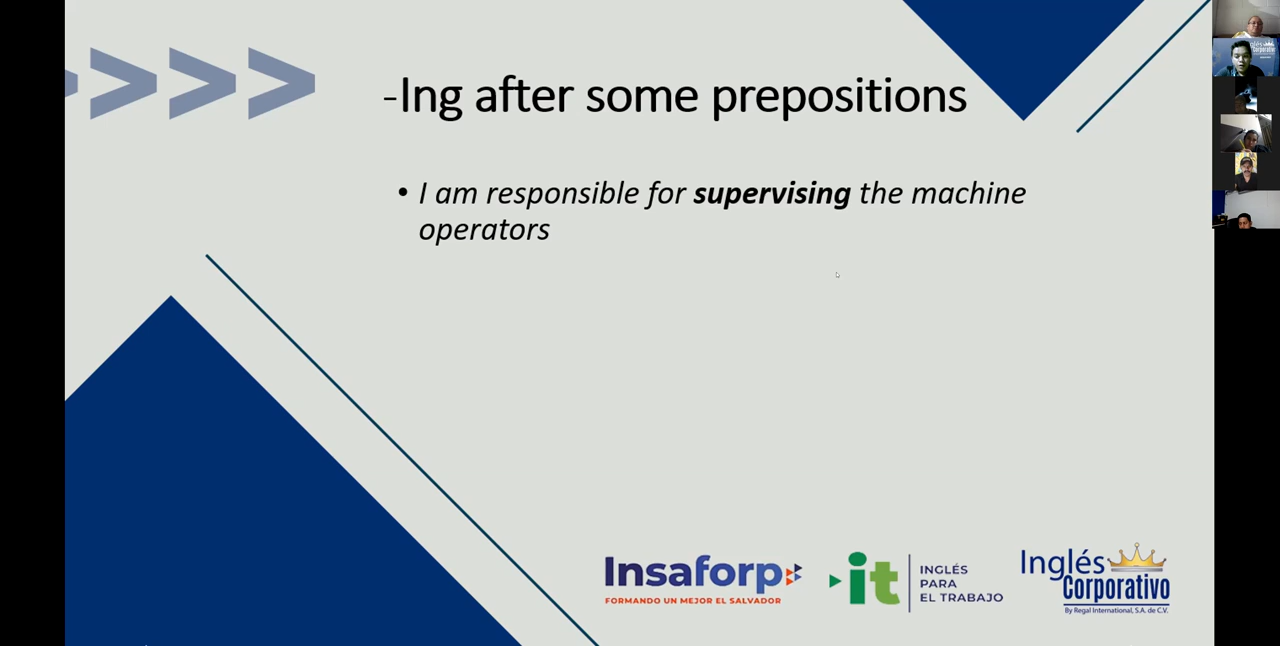 -Ing after some prepositions
• I am responsible for supervising the machine
operators
Insaforp
FORMANDO UN MEJOR EL SALVADOR
it
INGLÉS
PARA
EL TRABAJO
Inglés
Corporativo
By Regal International, S.A. de C.V.